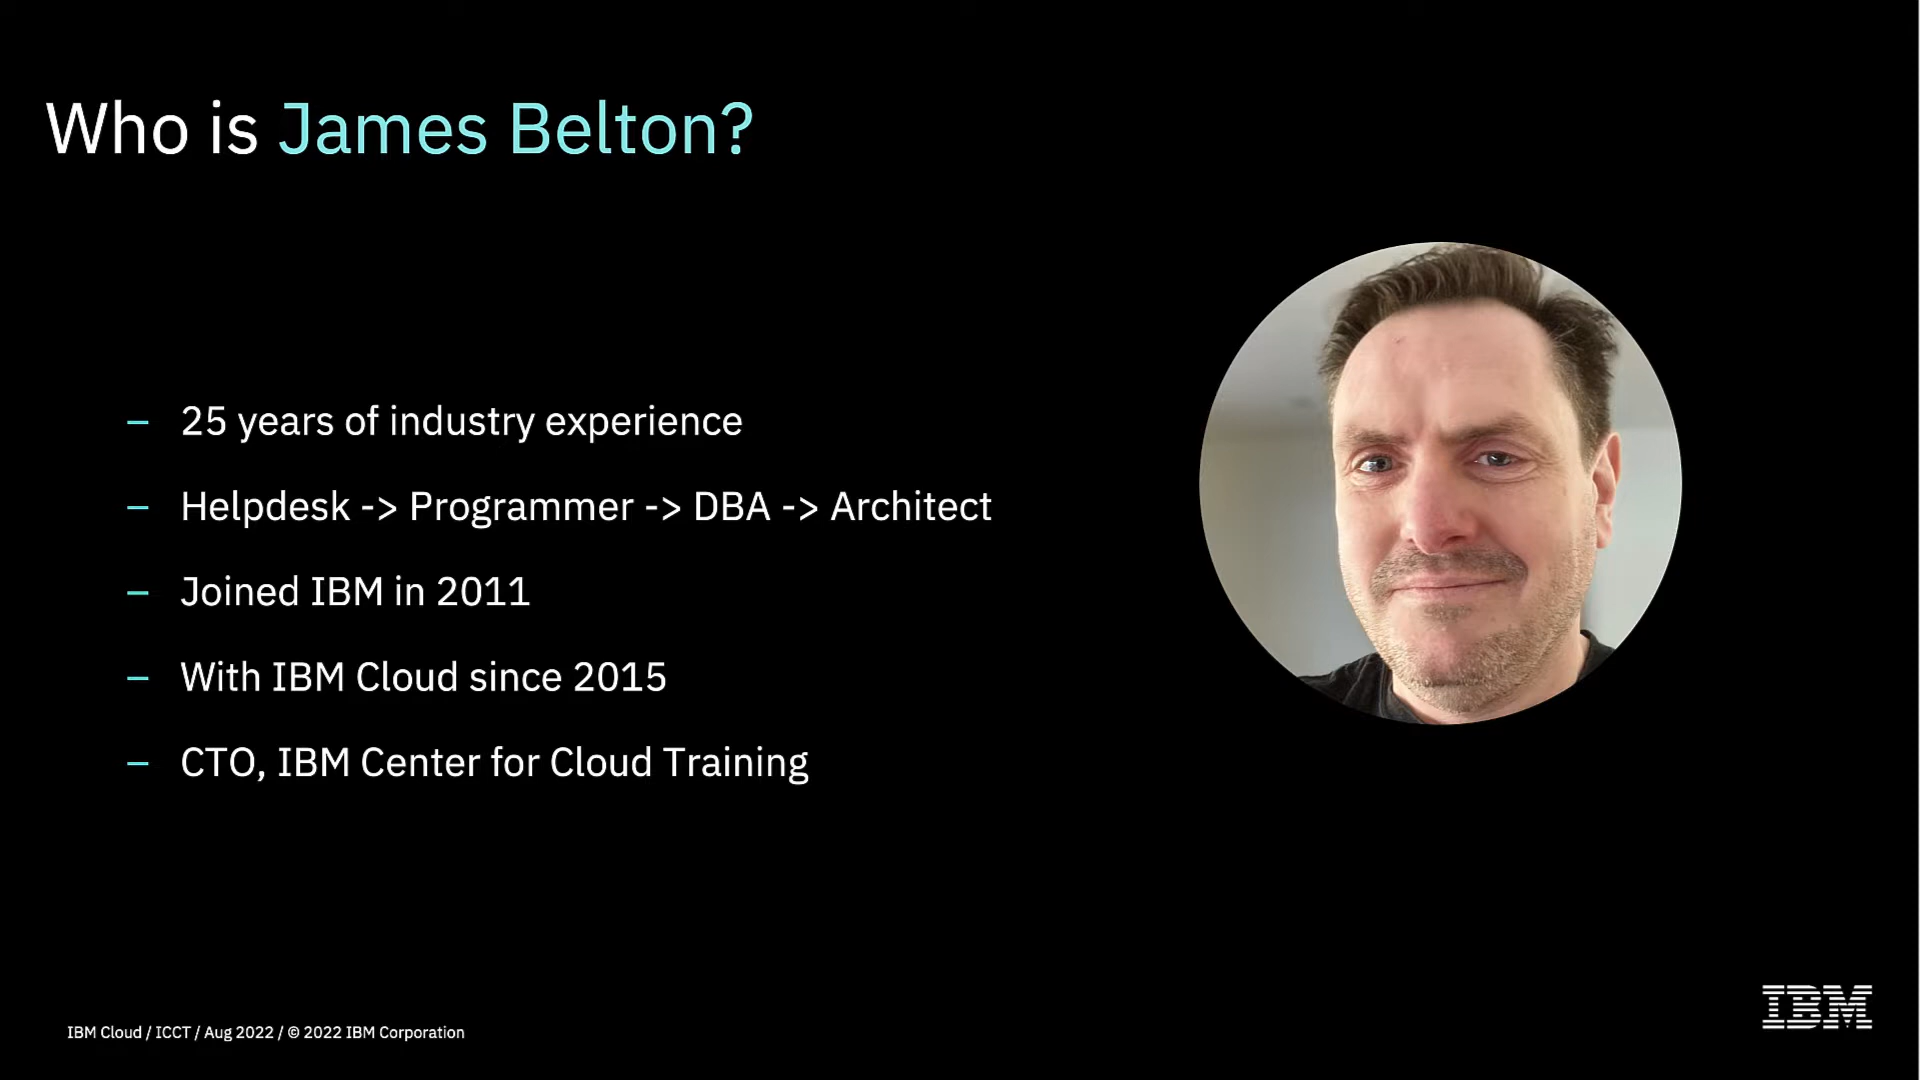 Who is James Belton?
– 25 years of industry experience
– Helpdesk -> Programmer -> DBA -> Architect
– Joined IBM in 2011
– With IBM Cloud since 2015
– CTO, IBM Center for Cloud Training
IBM Cloud / ICCT / Aug 2022 / © 2022 IBM Corporation
IBM